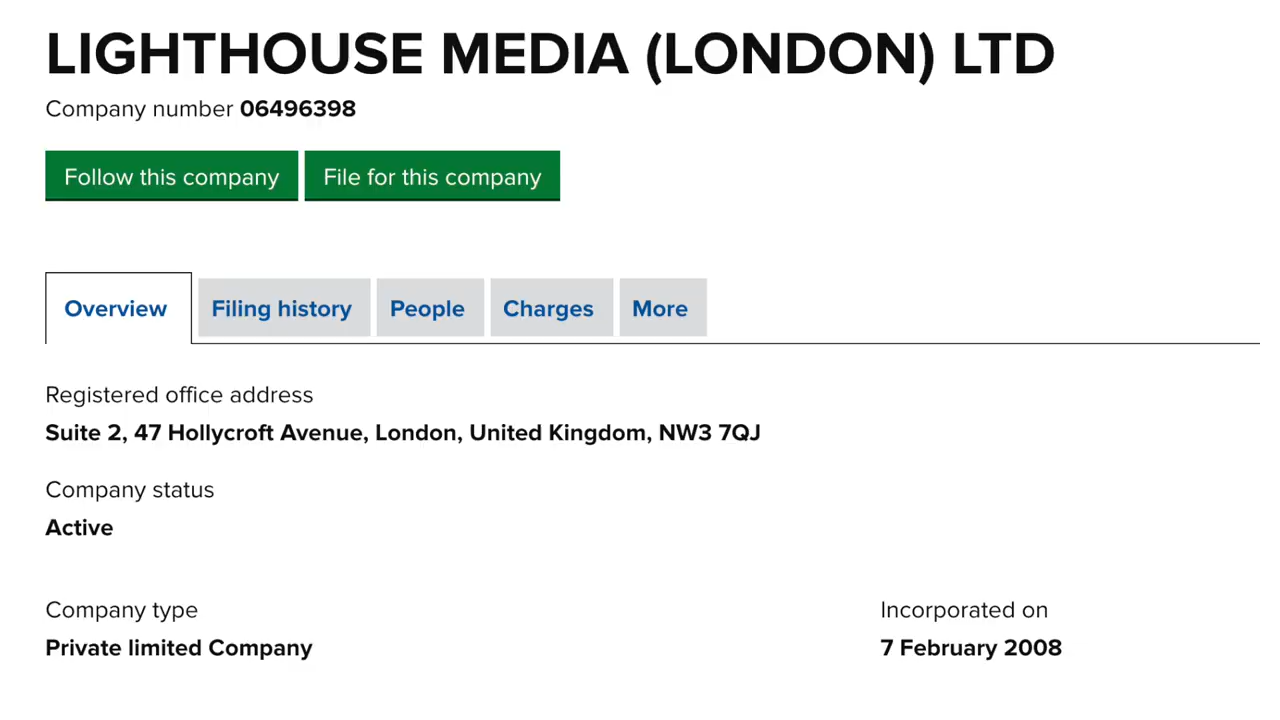 LIGHTHOUSE MEDIA (LONDON) LTD
Company number 06496398
Follow this company File for this company
Overview Filing history People Charges More
Registered office address
Suite 2, 47 Hollycroft Avenue, London, United Kingdom, NW3 7QJ
Company status
Active
Company type Incorporated on
Private limited Company 7 February 2008